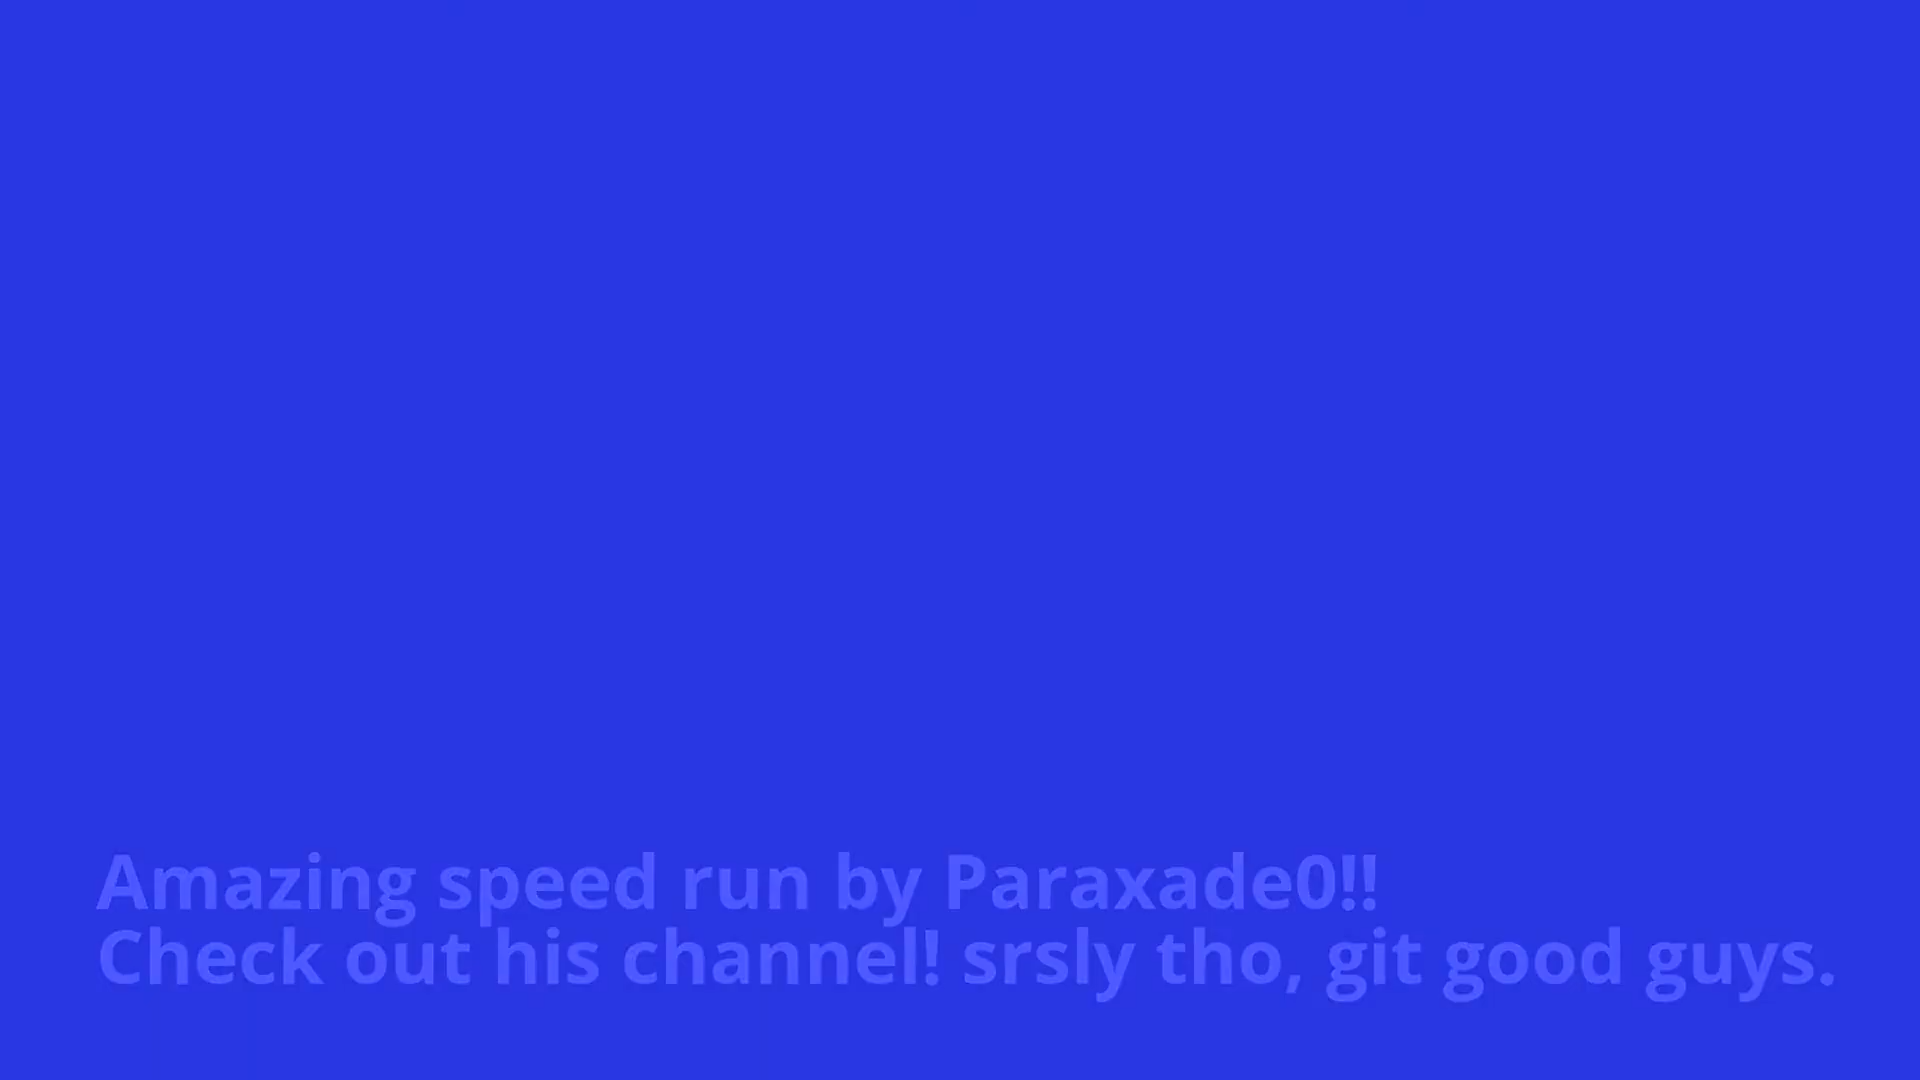 Amazing speed run by Paraxade0!!
Check out his channel! srsly tho, git good guys.